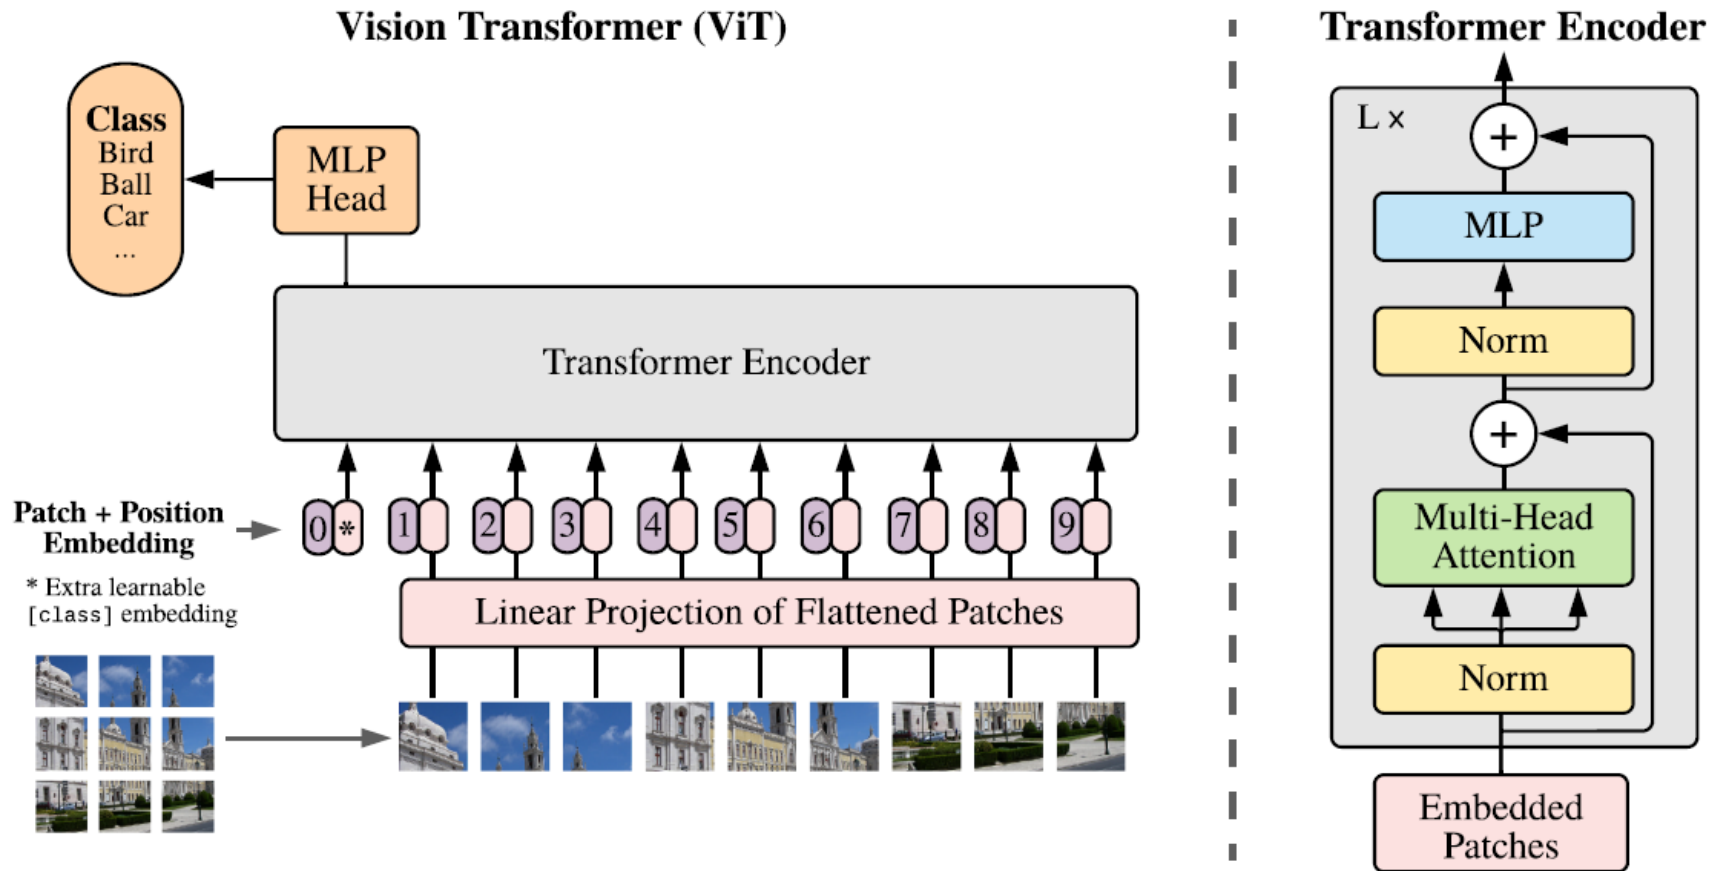 Vision Transformer (ViT)
Class
Bird
Ball
Car
...
MLP
Head
Transformer Encoder
Patch + Position
Embedding
* Extra learnable
[class] embedding
0 * 1 2 3 4 5 6 7 8 9
Linear Projection of Flattened Patches
Transformer Encoder
L ×
+
MLP
Norm
+
Multi-Head
Attention
Norm
Embedded
Patches